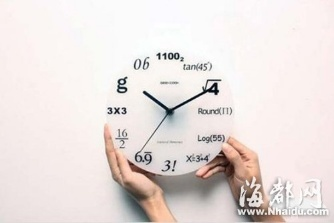 1100₂
06
tan(45°)
g
√4
3X3
Round(π)
16/2
Log(55)
6.9̅
X=3+4
3!
海都网
www.Nhaidu.com